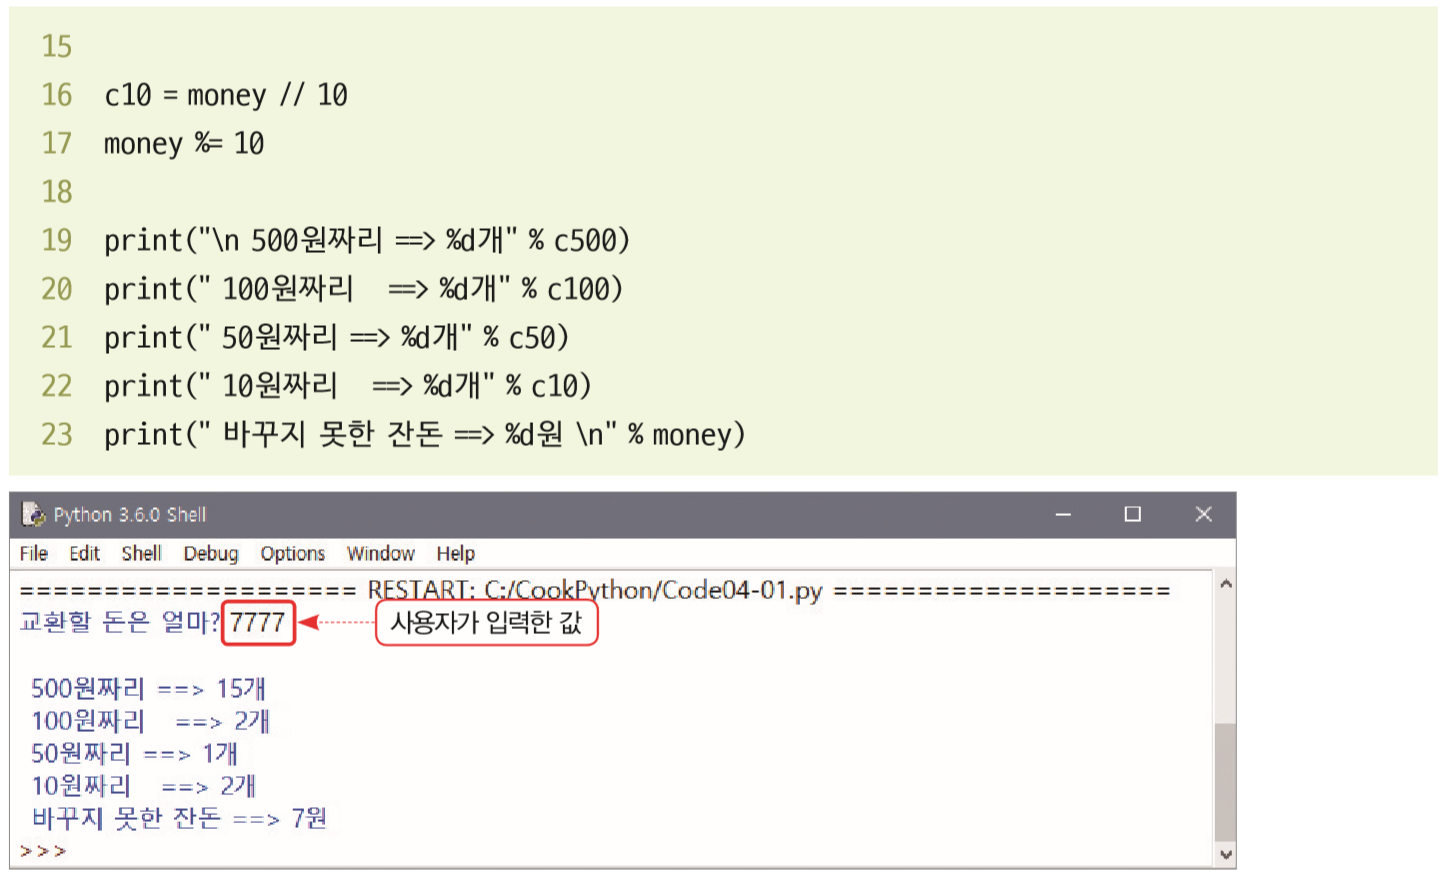 15
16 c10 = money // 10
17 money %= 10
18
19 print("\n 500원짜리 ==> %d개" % c500)
20 print(" 100원짜리  ==> %d개" % c100)
21 print(" 50원짜리 ==> %d개" % c50)
22 print(" 10원짜리  ==> %d개" % c10)
23 print(" 바꾸지 못한 잔돈 ==> %d원 \n" % money)
Python 3.6.0 Shell
File Edit Shell Debug Options Window Help
==================== RESTART: C:/CookPython/Code04-01.py ====================
교환할 돈은 얼마?7777 사용자가 입력한 값
500원짜리 ==> 15개
100원짜리  ==> 2개
50원짜리 ==> 1개
10원짜리  ==> 2개
바꾸지 못한 잔돈 ==> 7원
>>>